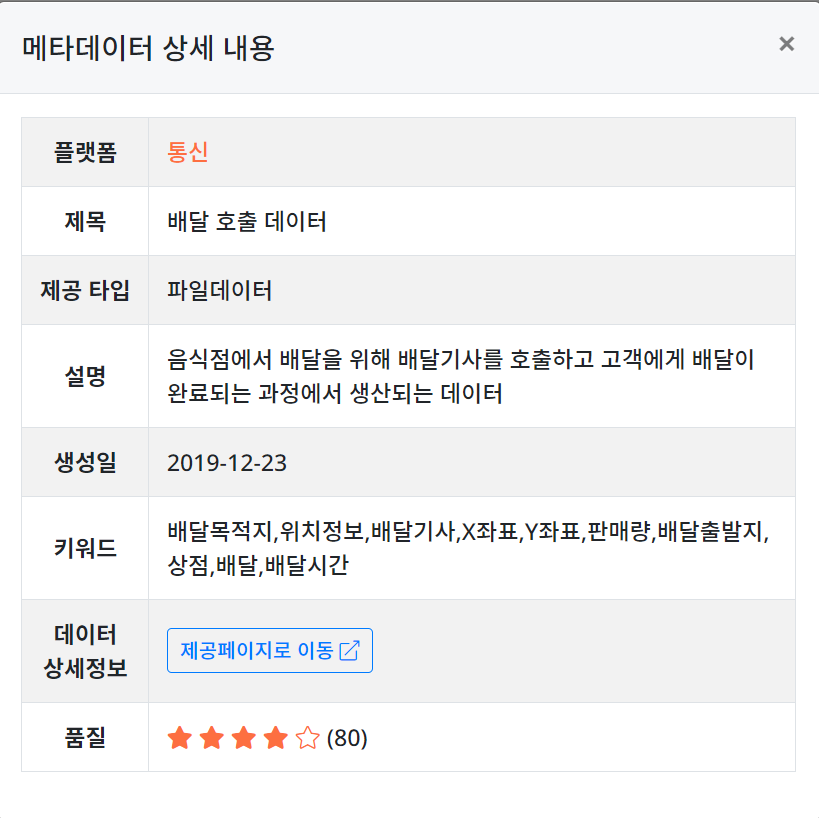 메타데이터 상세 내용
×
플랫폼 통신
제목 배달 호출 데이터
제공 타입 파일데이터
설명 음식점에서 배달을 위해 배달기사를 호출하고 고객에게 배달이
완료되는 과정에서 생산되는 데이터
생성일 2019-12-23
키워드 배달목적지,위치정보,배달기사,X좌표,Y좌표,판매량,배달출발지,
상점,배달,배달시간
데이터
상세정보 제공페이지로 이동
품질 ★★★★☆ (80)